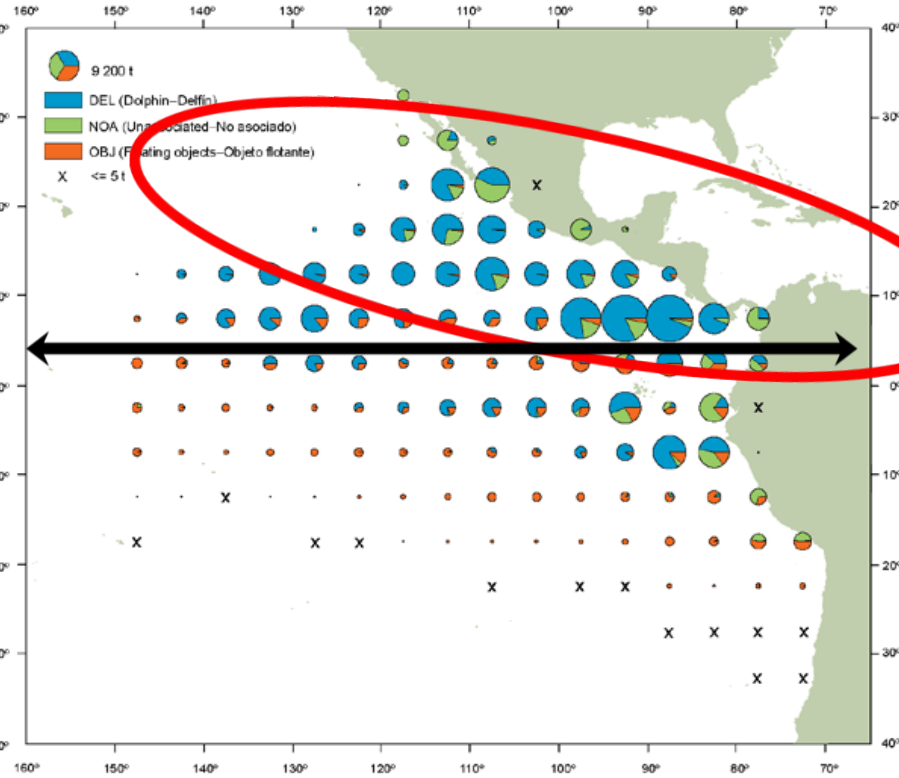 160° 150° 140° 130° 120° 110° 100° 90° 80° 70°
40°
9 200 t
DEL (Dolphin–Delfín)
NOA (Unassociated–No asociado)
OBJ (Floating objects–Objeto flotante)
X <= 5 t
30°
20°
10°
0°
10°
20°
30°
40°
160° 150° 140° 130° 120° 110° 100° 90° 80° 70°